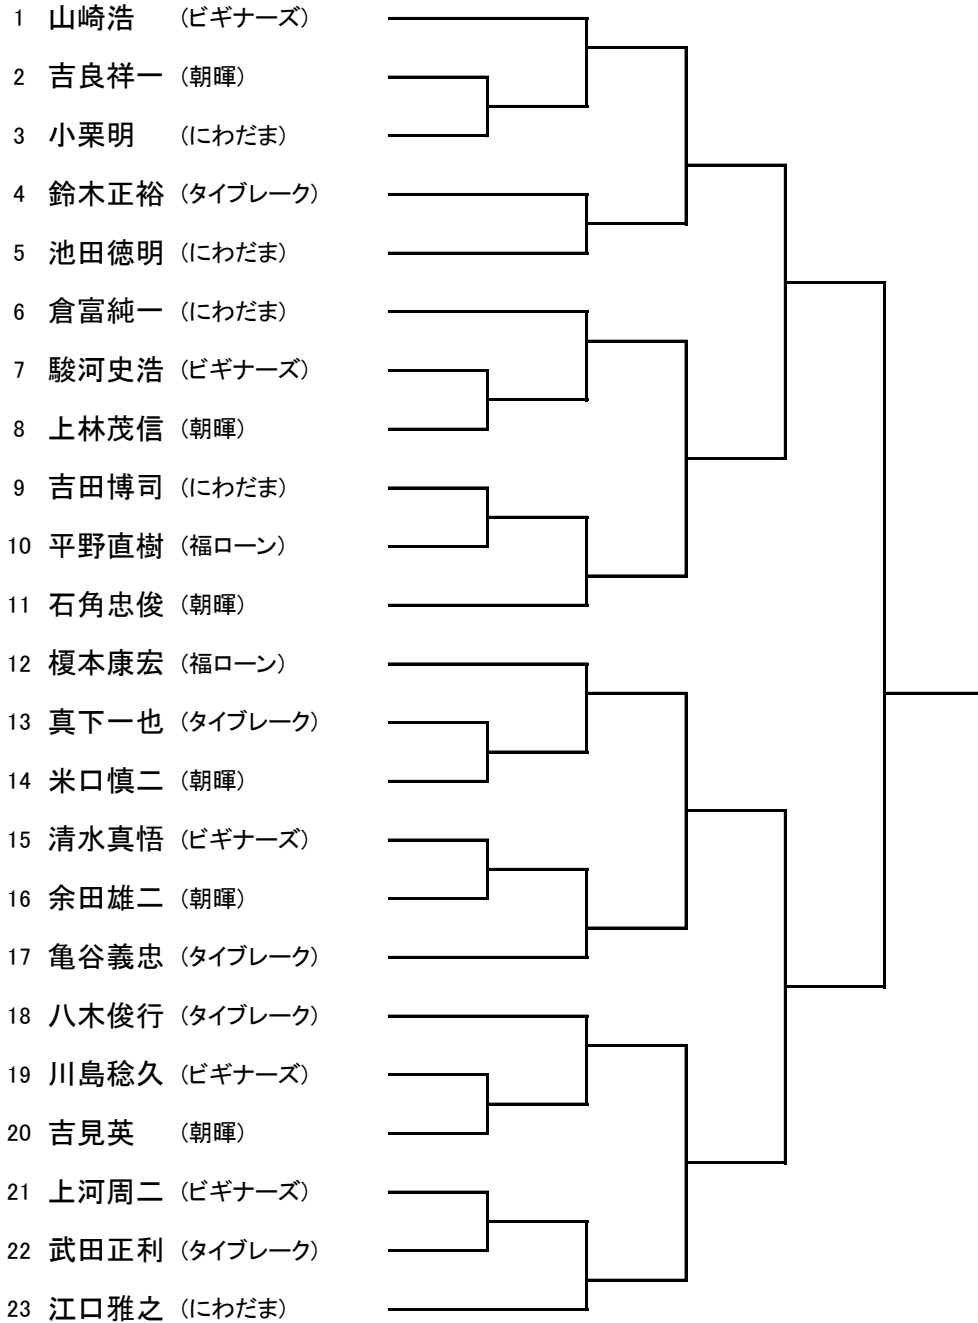 1 山崎浩 (ビギナーズ)
2 吉良祥一 (朝暉)
3 小栗明 (にわだま)
4 鈴木正裕 (タイブレーク)
5 池田徳明 (にわだま)
6 倉富純一 (にわだま)
7 駿河史浩 (ビギナーズ)
8 上林茂信 (朝暉)
9 吉田博司 (にわだま)
10 平野直樹 (福ローン)
11 石角忠俊 (朝暉)
12 榎本康宏 (福ローン)
13 真下一也 (タイブレーク)
14 米口慎二 (朝暉)
15 清水真悟 (ビギナーズ)
16 余田雄二 (朝暉)
17 亀谷義忠 (タイブレーク)
18 八木俊行 (タイブレーク)
19 川島稔久 (ビギナーズ)
20 吉見英 (朝暉)
21 上河周二 (ビギナーズ)
22 武田正利 (タイブレーク)
23 江口雅之 (にわだま)